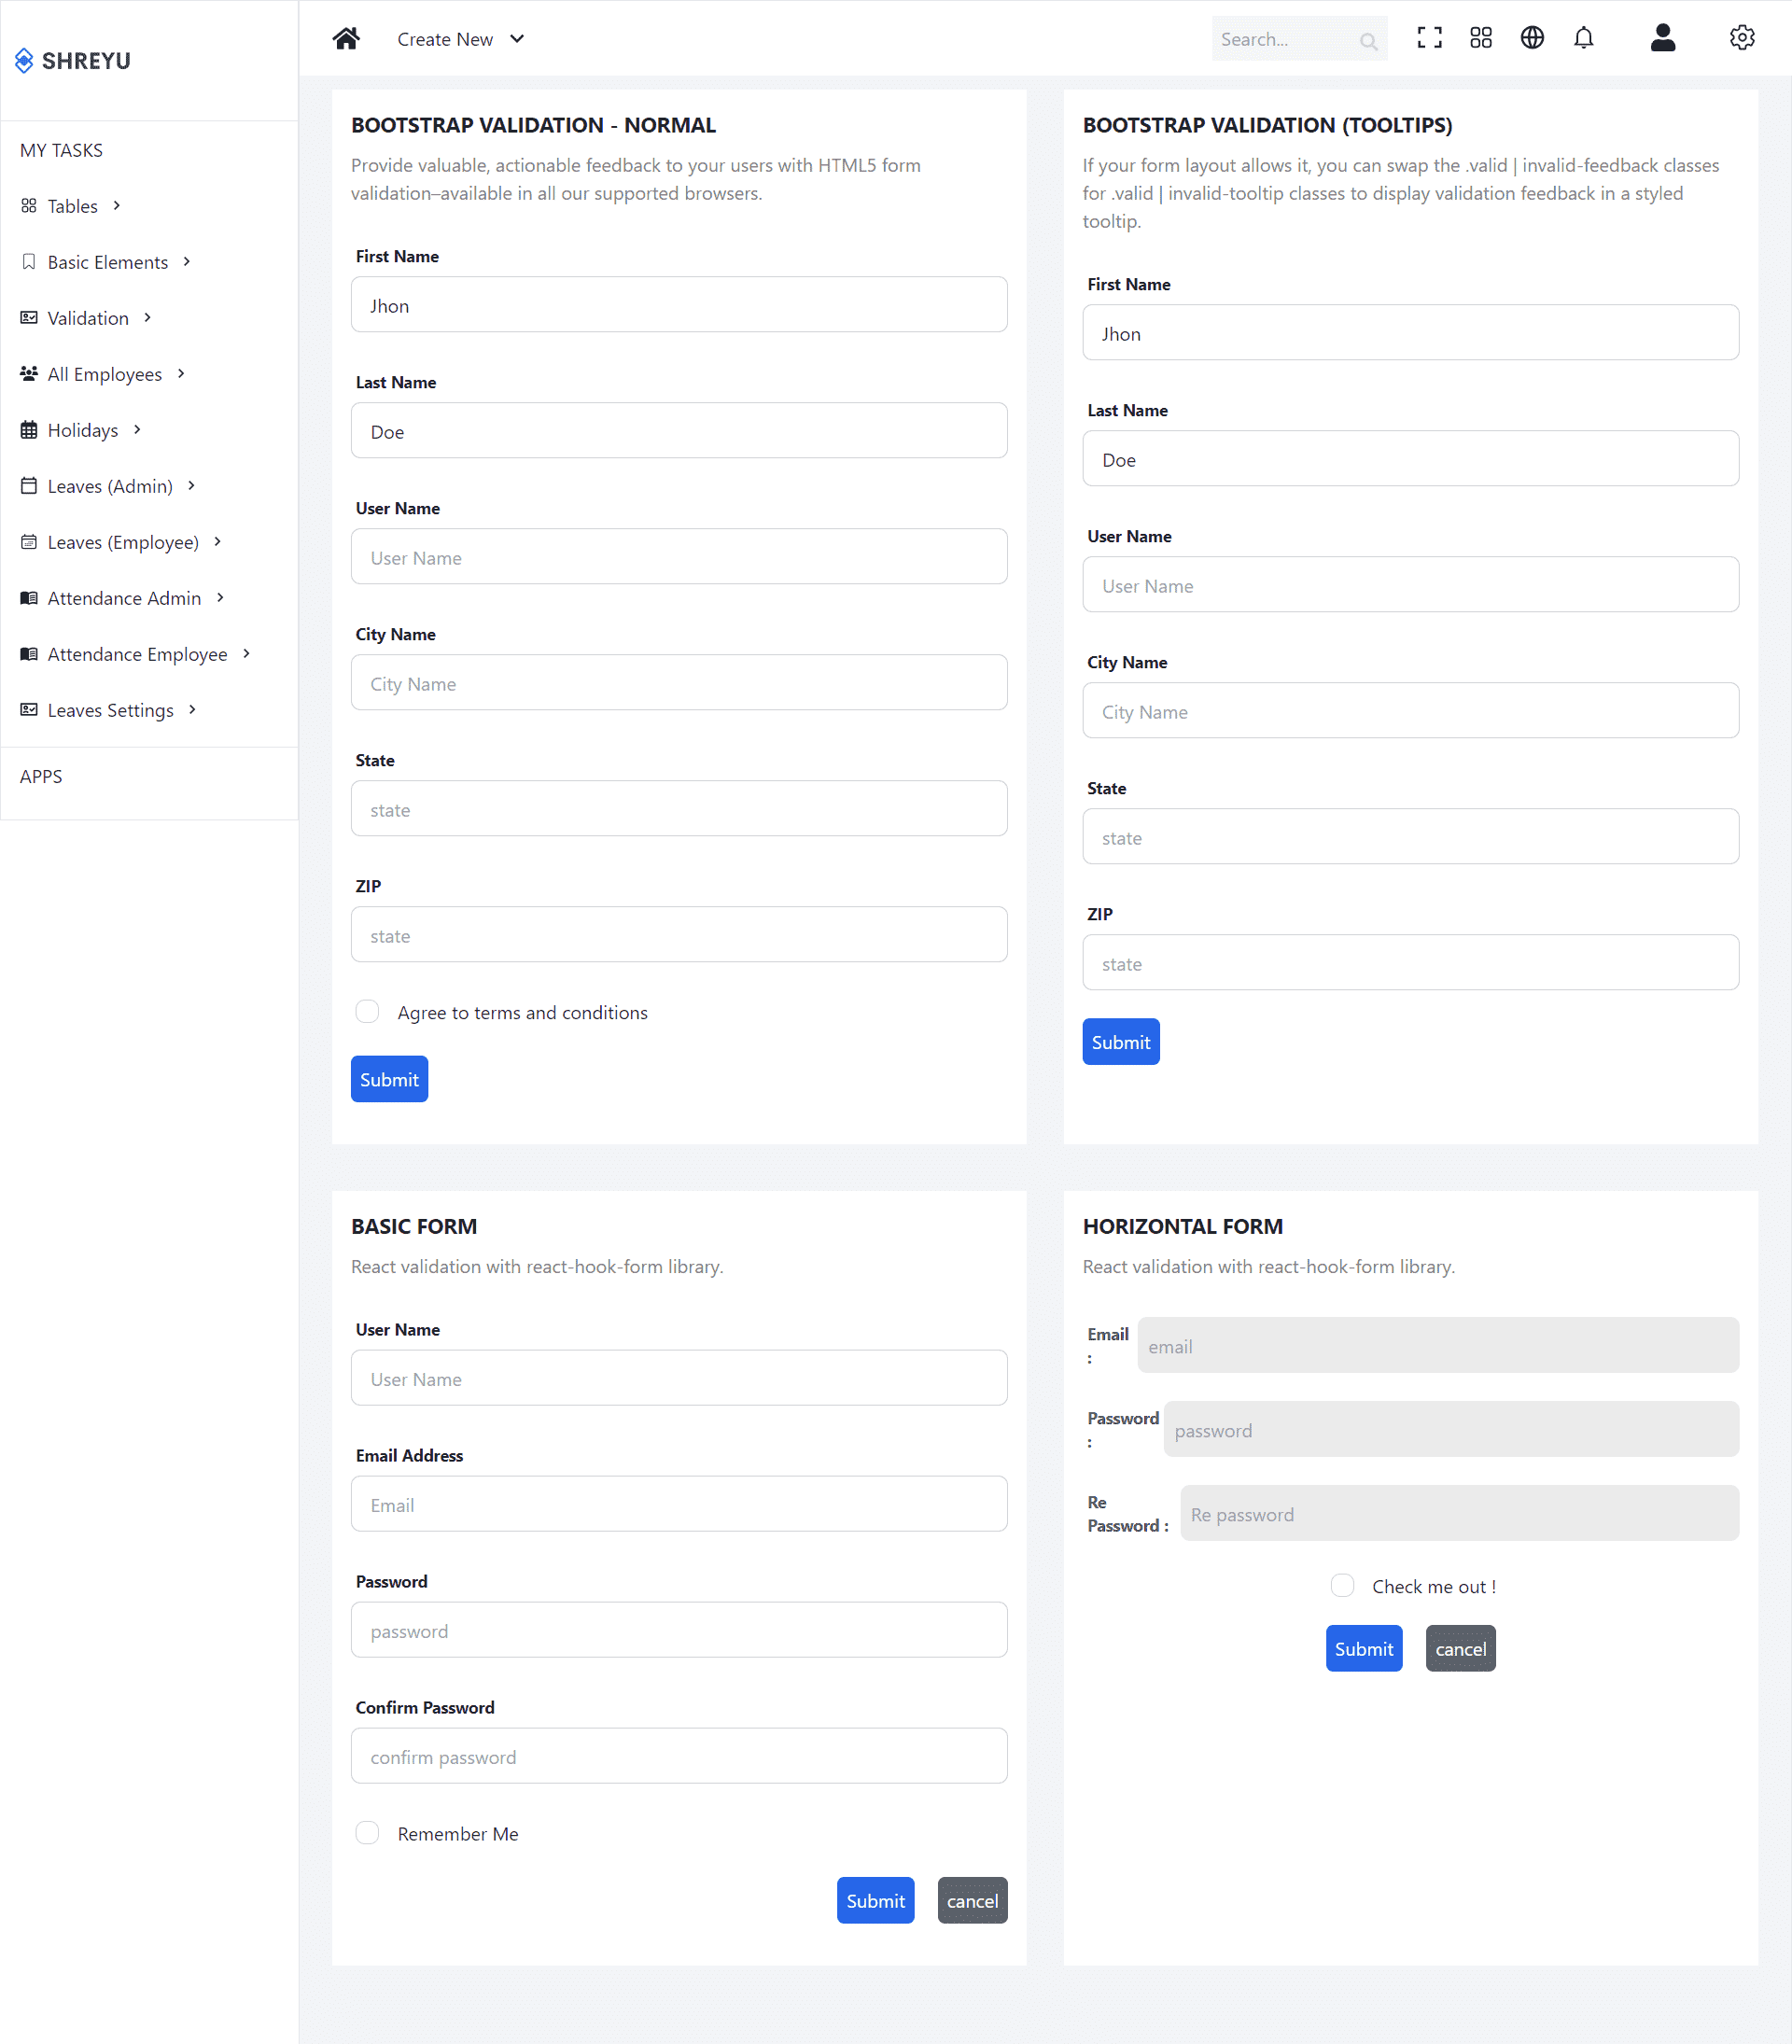 SHREYU
Create New
Search...
MY TASKS
Tables
Basic Elements
Validation
All Employees
Holidays
Leaves (Admin)
Leaves (Employee)
Attendance Admin
Attendance Employee
Leaves Settings
APPS
BOOTSTRAP VALIDATION - NORMAL
Provide valuable, actionable feedback to your users with HTML5 form
validation–available in all our supported browsers.
First Name
Jhon
Last Name
Doe
User Name
User Name
City Name
City Name
State
state
ZIP
state
Agree to terms and conditions
Submit
BOOTSTRAP VALIDATION (TOOLTIPS)
If your form layout allows it, you can swap the .valid | invalid-feedback classes
for .valid | invalid-tooltip classes to display validation feedback in a styled
tooltip.
First Name
Jhon
Last Name
Doe
User Name
User Name
City Name
City Name
State
state
ZIP
state
Submit
BASIC FORM
React validation with react-hook-form library.
User Name
User Name
Email Address
Email
Password
password
Confirm Password
confirm password
Remember Me
Submit cancel
HORIZONTAL FORM
React validation with react-hook-form library.
Email
:
email
Password
:
password
Re
Password :
Re password
Check me out !
Submit cancel